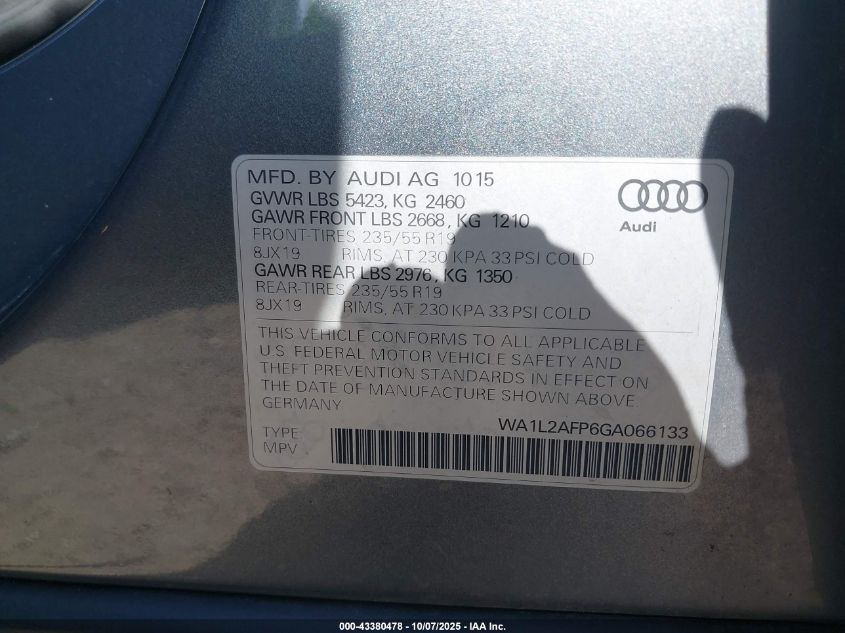 MFD. BY AUDI AG 1015
GVWR LBS 5423, KG 2460
GAWR FRONT LBS 2668, KG 1210
FRONT-TIRES 235/55 R19
8JX19 RIMS, AT 230 KPA 33 PSI COLD
GAWR REAR LBS 2976, KG 1350
REAR-TIRES 235/55 R19
8JX19 RIMS, AT 230 KPA 33 PSI COLD
Audi
THIS VEHICLE CONFORMS TO ALL APPLICABLE
U.S. FEDERAL MOTOR VEHICLE SAFETY AND
THEFT PREVENTION STANDARDS IN EFFECT ON
THE DATE OF MANUFACTURE SHOWN ABOVE.
GERMANY
WA1L2AFP6GA066133
TYPE
MPV
000-43380478 - 10/07/2025 - IAA Inc.